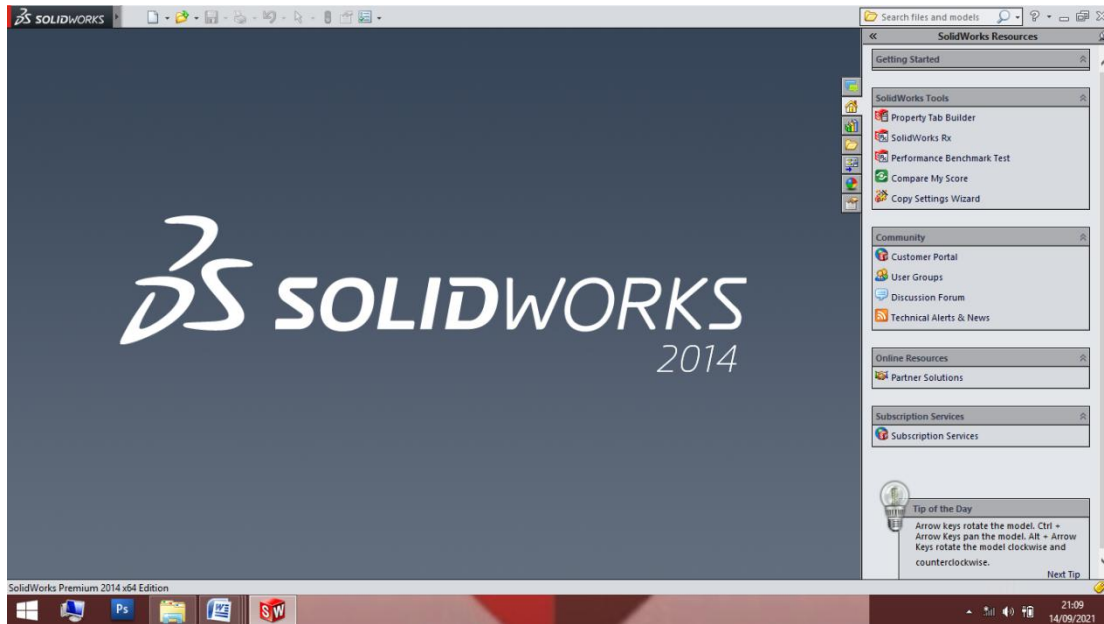 SOLIDWORKS
Search files and models
SolidWorks Resources
Getting Started
SolidWorks Tools
Property Tab Builder
SolidWorks Rx
Performance Benchmark Test
Compare My Score
Copy Settings Wizard
Community
Customer Portal
User Groups
Discussion Forum
Technical Alerts & News
SOLIDWORKS
2014
Online Resources
Partner Solutions
Subscription Services
Subscription Services
Tip of the Day
Arrow keys rotate the model. Ctrl +
Arrow Keys pan the model. Alt + Arrow
Keys rotate the model clockwise and
counterclockwise.
Next Tip
SolidWorks Premium 2014 x64 Edition
Ps
SW
21:09
14/09/2021